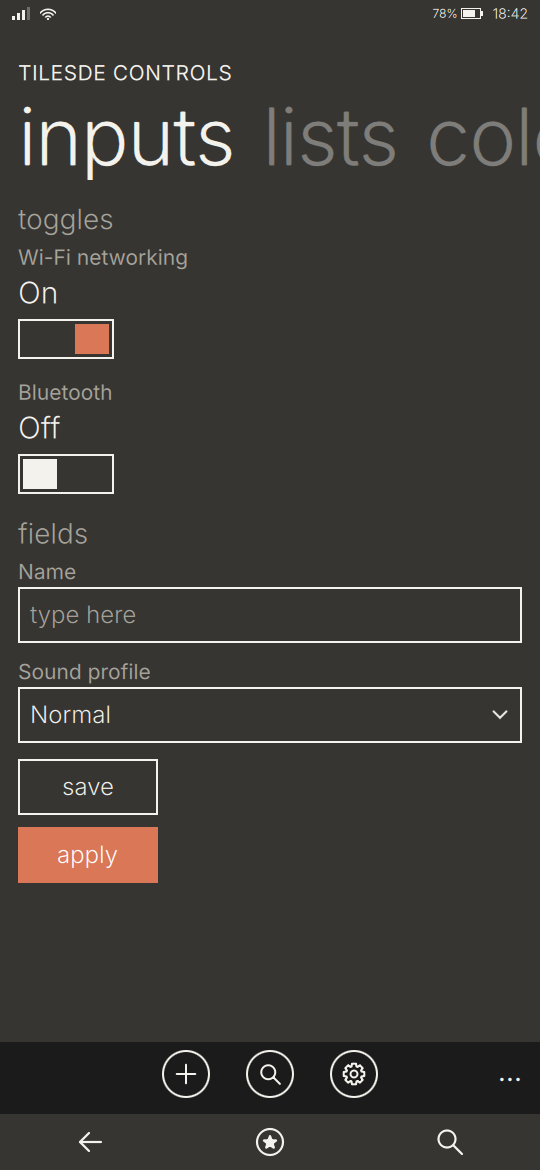 78% 18:42
TILESDE CONTROLS
inputs lists
toggles
Wi-Fi networking
On
Bluetooth
Off
fields
Name
type here
Sound profile
Normal
save
apply
...